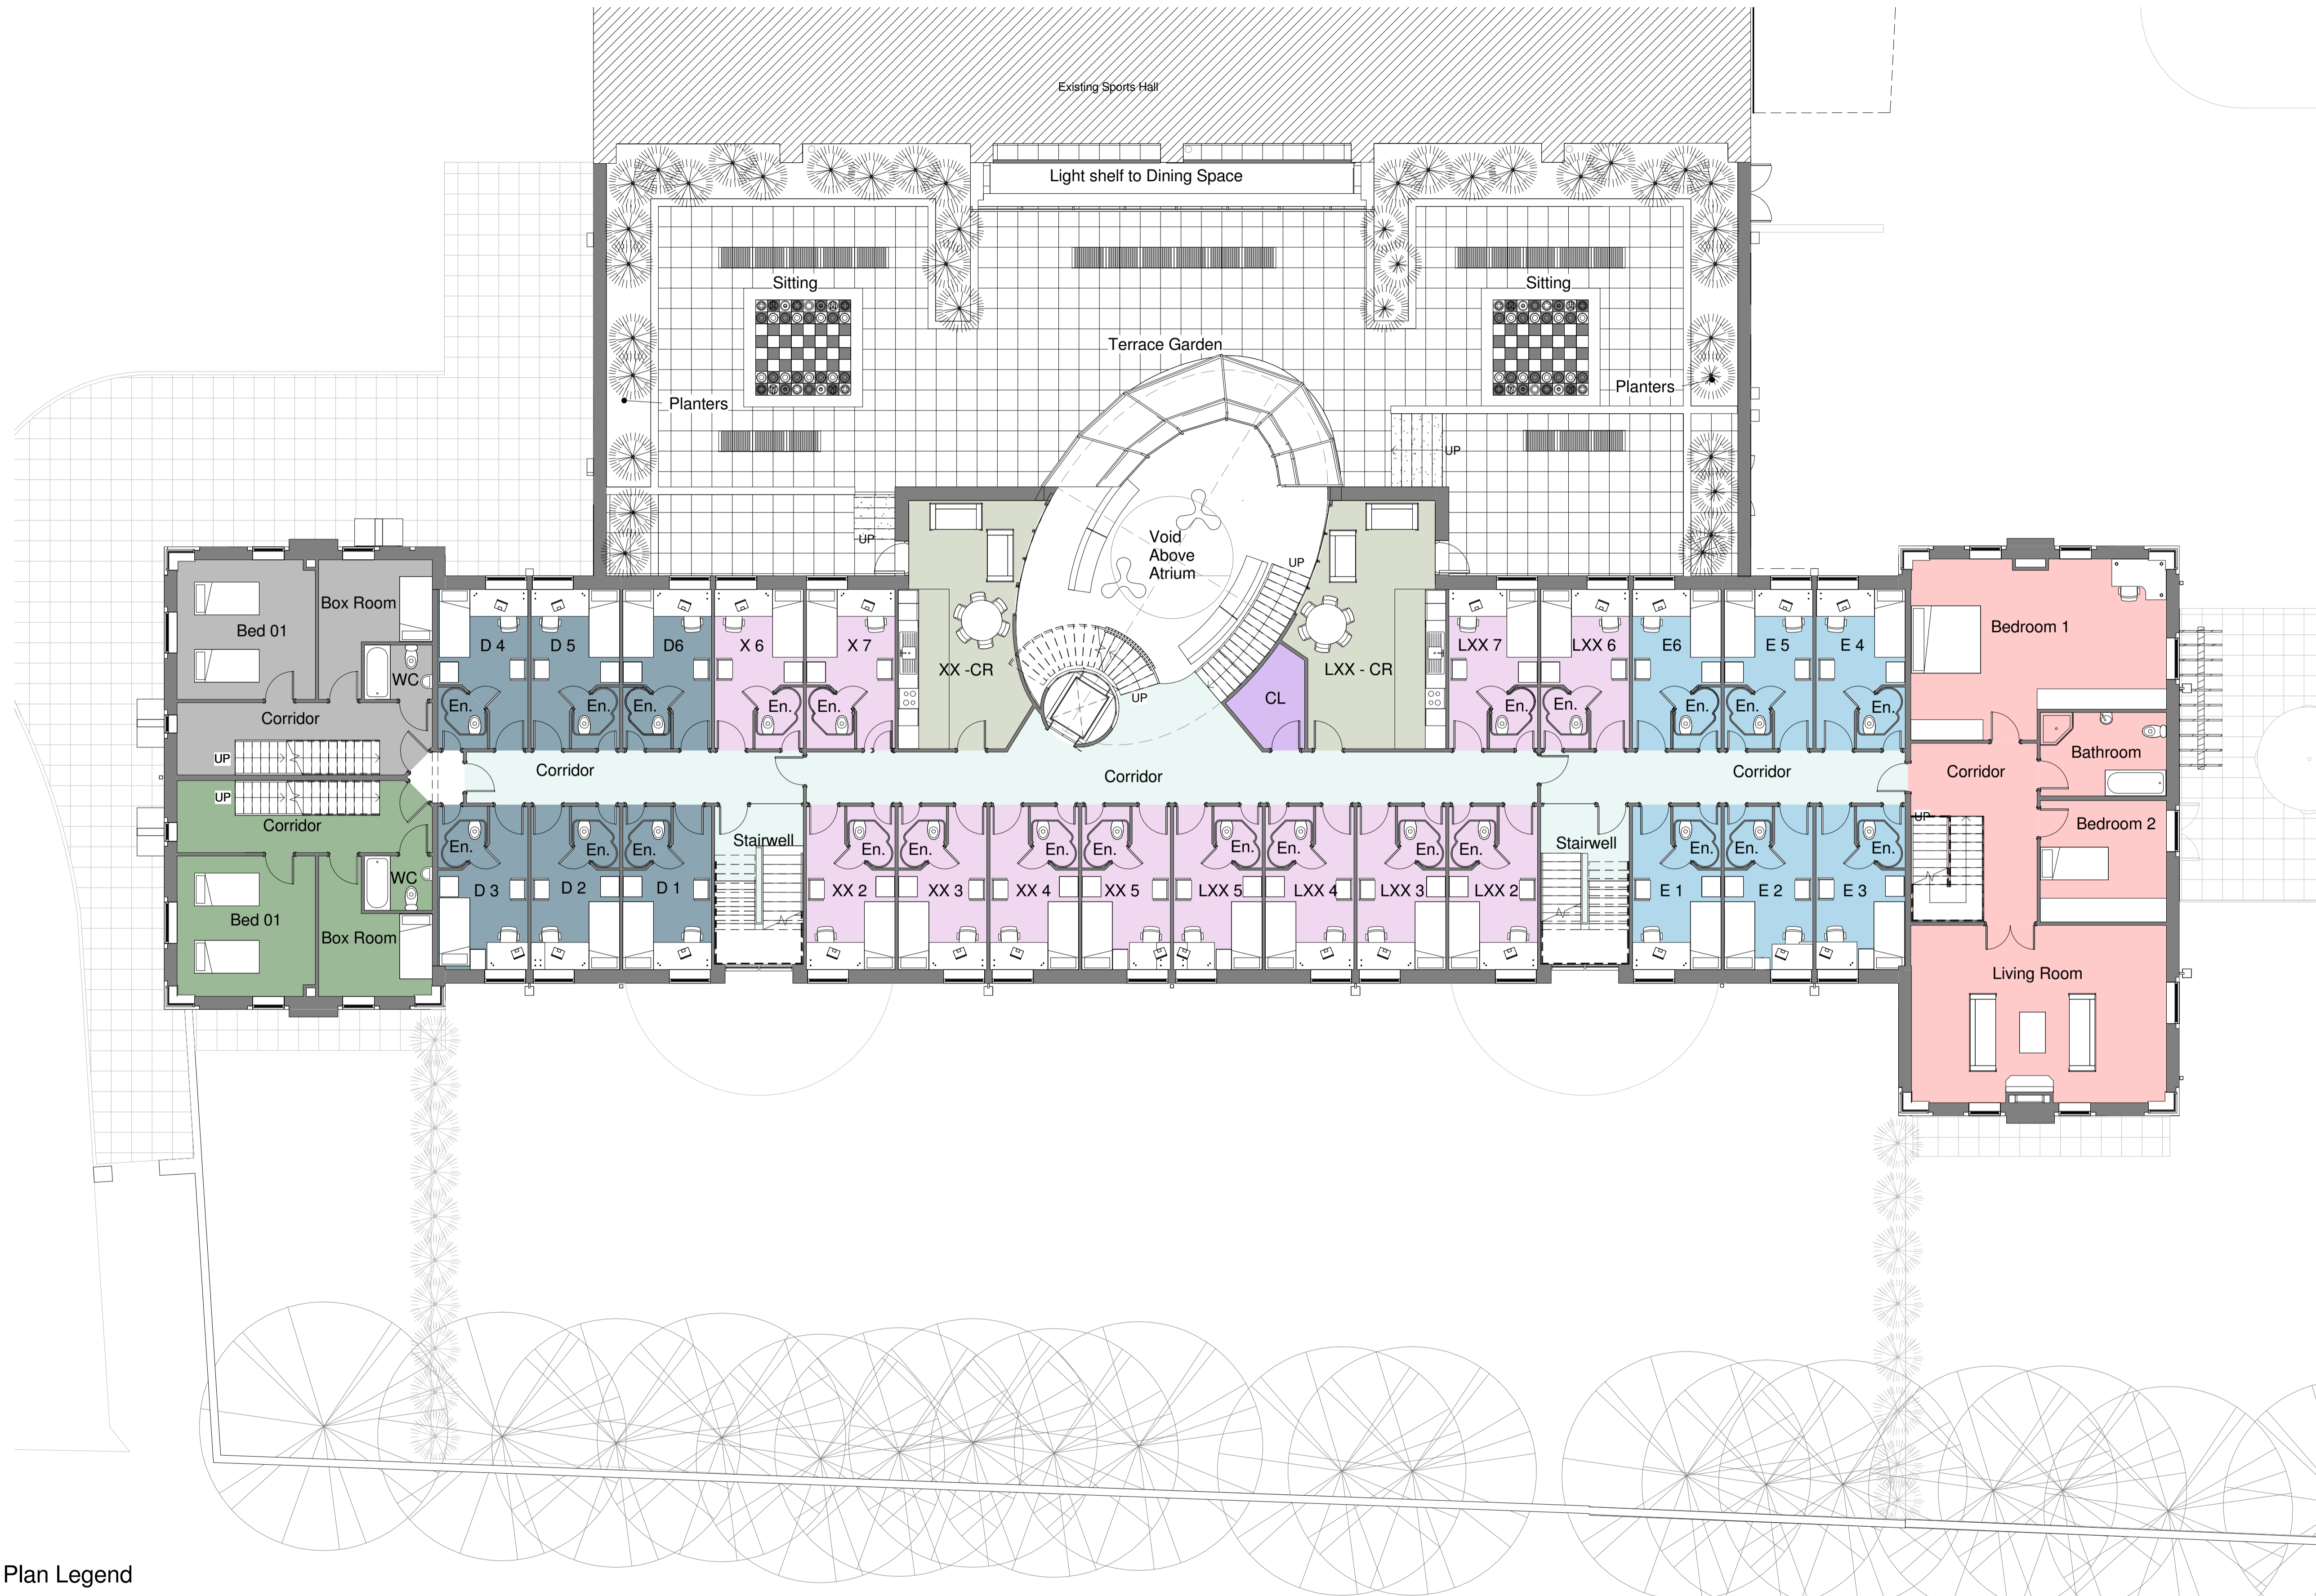 Existing Sports Hall
Light shelf to Dining Space
Sitting
Sitting
Terrace Garden
Planters
Planters
UP
UP
Void
Above
Atrium
UP
Bed 01
Box Room
WC
D 4
D 5
D6
X 6
X 7
XX -CR
CL
LXX - CR
LXX 7
LXX 6
E6
E 5
E 4
Bedroom 1
En.
En.
En.
En.
En.
UP
En.
En.
En.
En.
En.
Corridor
UP
Corridor
Corridor
Corridor
Corridor
Bathroom
UP
Corridor
Bed 01
Box Room
WC
En.
En.
En.
Stairwell
En.
En.
En.
En.
En.
En.
En.
En.
Stairwell
En.
En.
En.
UP
Bedroom 2
D 3
D 2
D 1
XX 2
XX 3
XX 4
XX 5
LXX 5
LXX 4
LXX 3
LXX 2
E 1
E 2
E 3
Living Room
Plan Legend